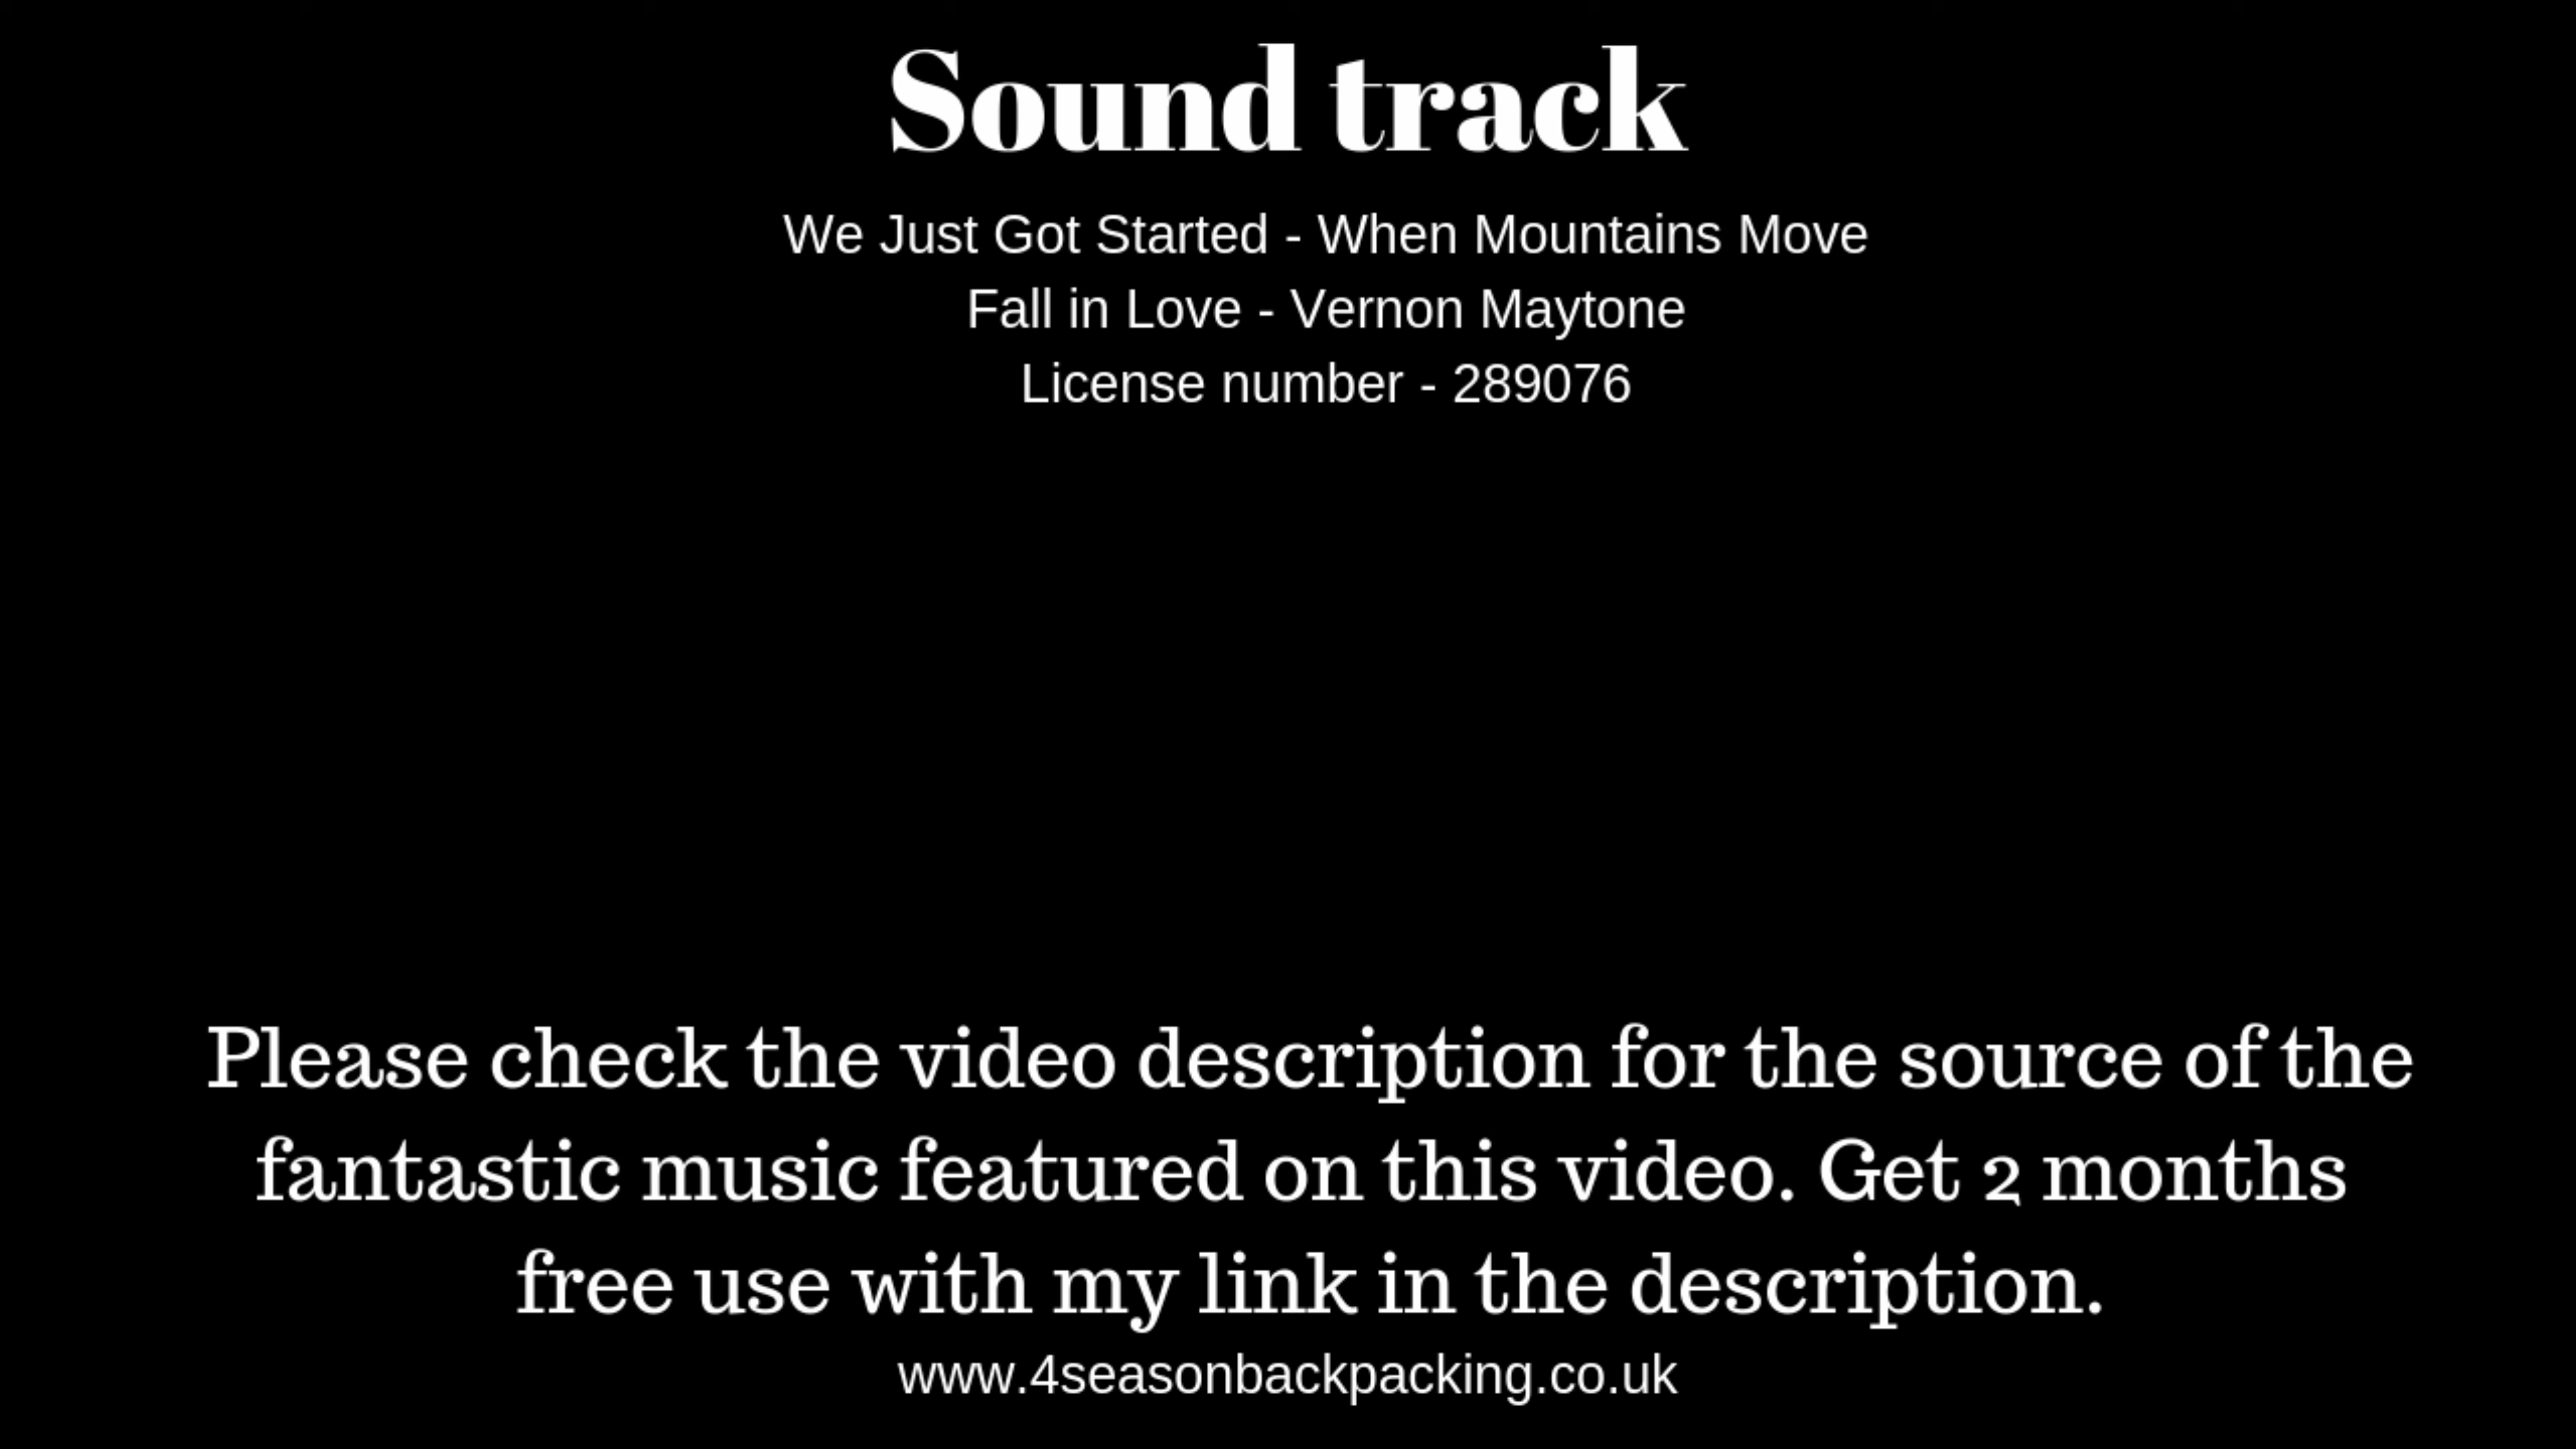 Sound track
We Just Got Started - When Mountains Move
Fall in Love - Vernon Maytone
License number - 289076
Please check the video description for the source of the
fantastic music featured on this video. Get 2 months
free use with my link in the description.
www.4seasonbackpacking.co.uk